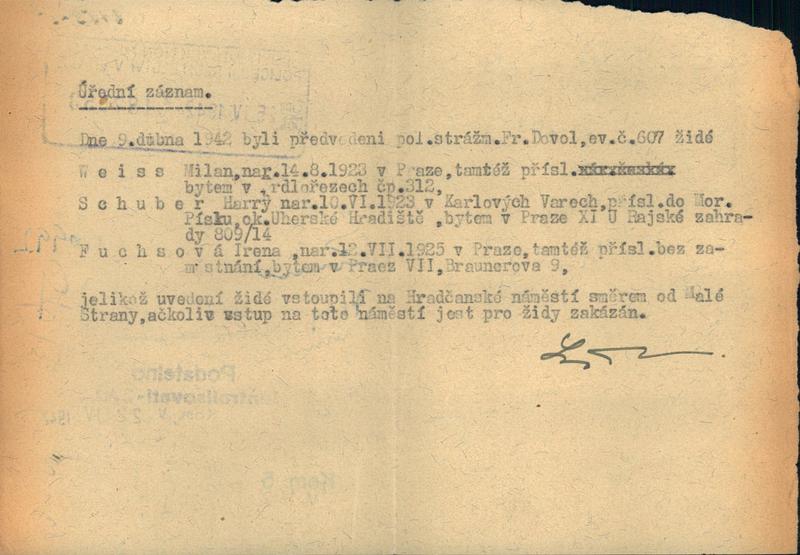 Úřední záznam.
Dne 9.dubna 1942 byli předvedeni pol.strážm.Fr.Dovol,ev.č.607 židé
W e i s s Milan,nar.14.8.1923 v Praze,tamtéž přísl.
bytem v .rdlořezech čp.312,
S c h u b e r Harry nar.10.VI.1923 v Karlových Varech,přísl.do Mor.
Písku,ok.Uherské Hradiště ,bytem v Praze XI U Rajské zahra-
dy 809/14
F u c h s o v á Irena ,nar.12.VII.1925 v Praze,tamtéž přísl.bez za-
m stnání,bytem v Praez VII, Braunerova 9,
jelikož uvedení židé vstoupili na Hradčanské náměstí směrem od Malé
Strany,ačkoliv vstup na toto náměstí jest pro židy zakázán.